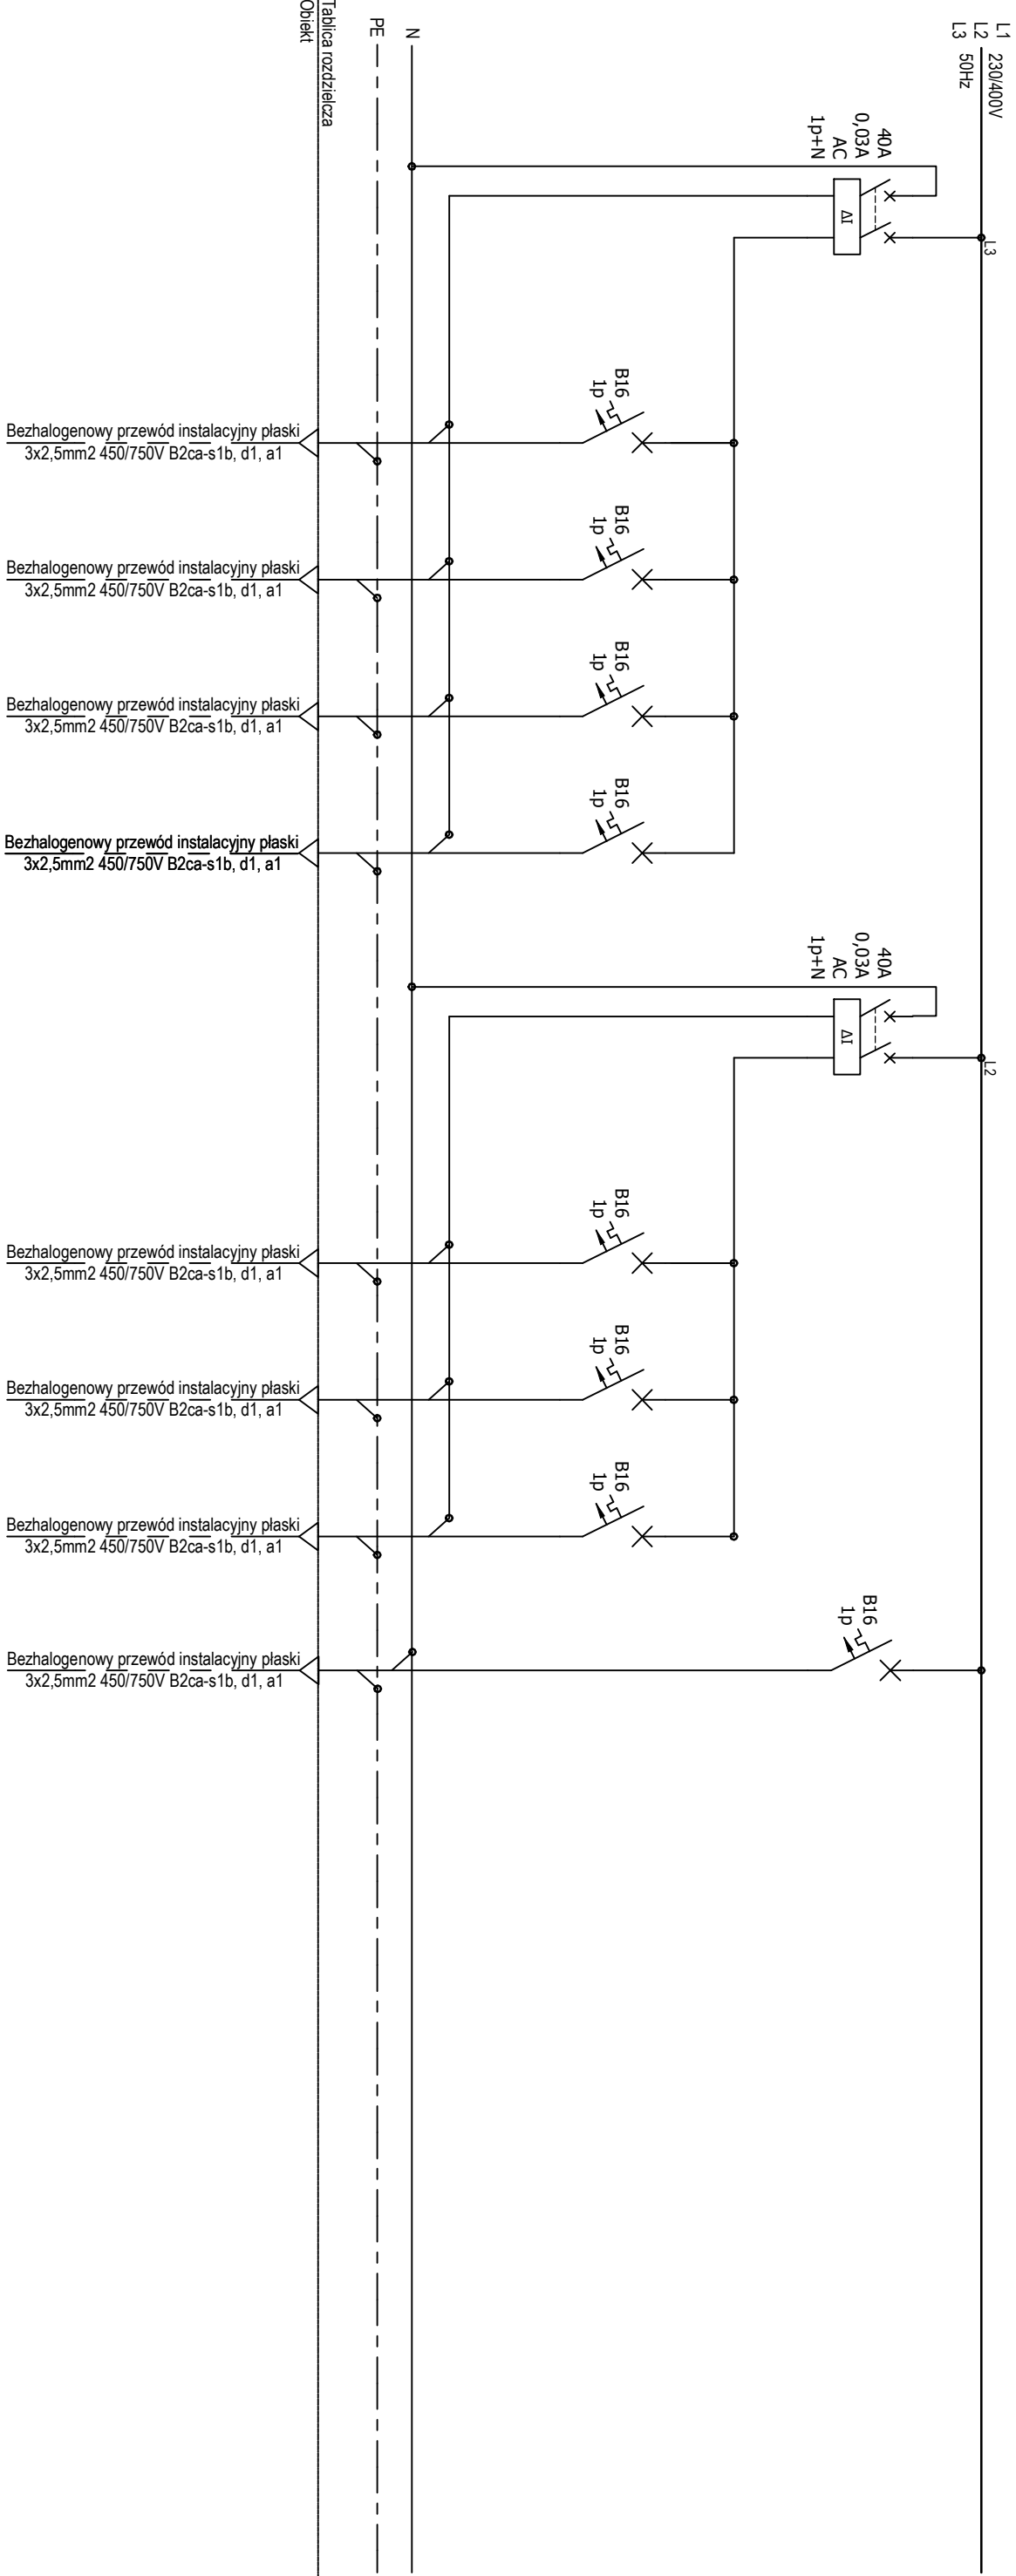 L1
L2 230/400V
L3 50Hz
N
PE
Tablica rozdzielcza
Obiekt
L3
40A
0,03A
AC
1p+N
ΔI
B16
1p
B16
1p
B16
1p
B16
1p
Bezhalogenowy przewód instalacyjny płaski
3x2,5mm2 450/750V B2ca-s1b, d1, a1
Bezhalogenowy przewód instalacyjny płaski
3x2,5mm2 450/750V B2ca-s1b, d1, a1
Bezhalogenowy przewód instalacyjny płaski
3x2,5mm2 450/750V B2ca-s1b, d1, a1
Bezhalogenowy przewód instalacyjny płaski
3x2,5mm2 450/750V B2ca-s1b, d1, a1
L2
40A
0,03A
AC
1p+N
ΔI
B16
1p
B16
1p
B16
1p
Bezhalogenowy przewód instalacyjny płaski
3x2,5mm2 450/750V B2ca-s1b, d1, a1
Bezhalogenowy przewód instalacyjny płaski
3x2,5mm2 450/750V B2ca-s1b, d1, a1
Bezhalogenowy przewód instalacyjny płaski
3x2,5mm2 450/750V B2ca-s1b, d1, a1
B16
1p
Bezhalogenowy przewód instalacyjny płaski
3x2,5mm2 450/750V B2ca-s1b, d1, a1